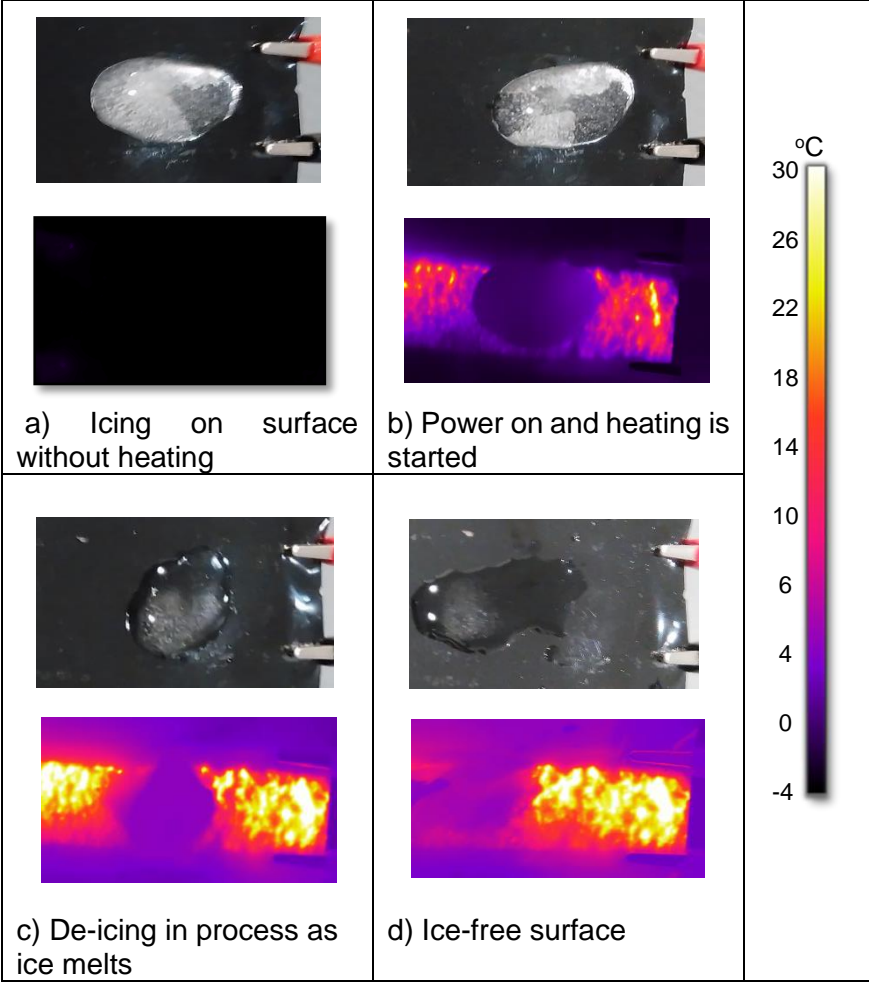 a) Icing on surface
without heating
b) Power on and heating is
started
c) De-icing in process as
ice melts
d) Ice-free surface
ºC
30
26
22
18
14
10
6
4
0
-4